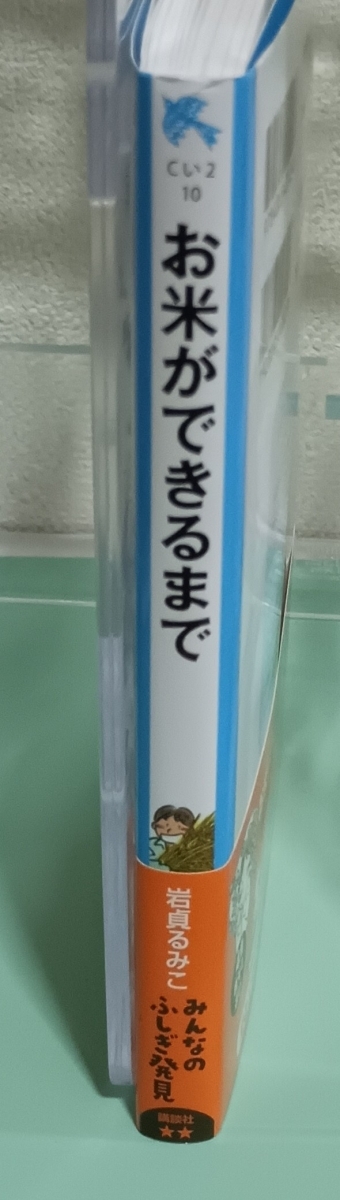 Cい2
10
お米ができるまで
岩貞るみこ
みんなの
ふしぎ発見
講談社
★★